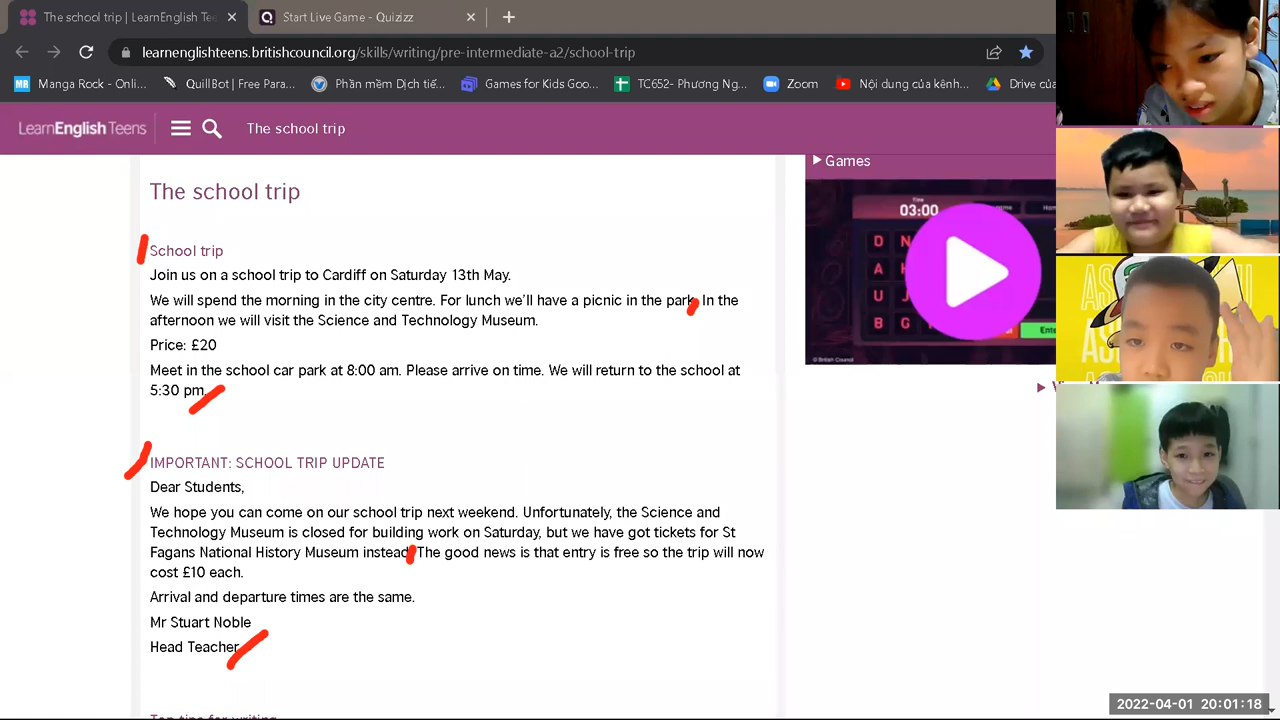 The school trip | LearnEnglish Tee
Start Live Game - Quizizz
learnenglishteens.britishcouncil.org/skills/writing/pre-intermediate-a2/school-trip
MR Manga Rock - Onli... QuillBot | Free Para... Phần mềm Dịch tiế... Games for Kids Goo... TC652- Phương Ng... Zoom Nội dung của kênh... Drive của
LearnEnglish Teens The school trip
Games
The school trip
03:00
School trip
Join us on a school trip to Cardiff on Saturday 13th May.
We will spend the morning in the city centre. For lunch we'll have a picnic in the park. In the
afternoon we will visit the Science and Technology Museum.
Price: £20
Meet in the school car park at 8:00 am. Please arrive on time. We will return to the school at
5:30 pm.
© British Council
IMPORTANT: SCHOOL TRIP UPDATE
Dear Students,
We hope you can come on our school trip next weekend. Unfortunately, the Science and
Technology Museum is closed for building work on Saturday, but we have got tickets for St
Fagans National History Museum instead. The good news is that entry is free so the trip will now
cost £10 each.
Arrival and departure times are the same.
Mr Stuart Noble
Head Teacher
Top tips for writing
2022-04-01 20:01:18